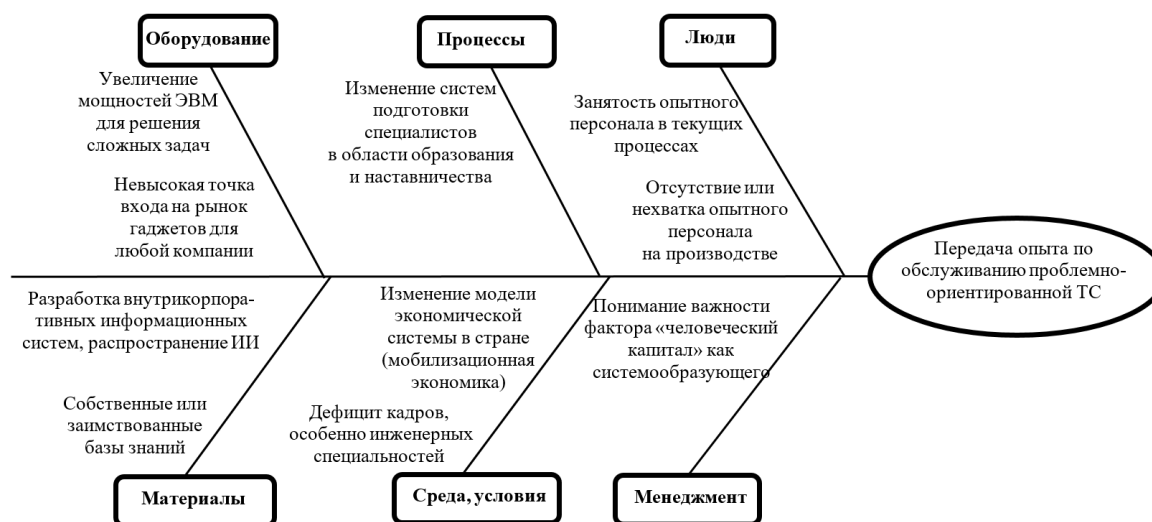 Оборудование
Процессы
Люди
Увеличение
мощностей ЭВМ
для решения
сложных задач
Невысокая точка
входа на рынок
гаджетов для
любой компании
Изменение систем
подготовки
специалистов
в области образования
и наставничества
Занятость опытного
персонала в текущих
процессах
Отсутствие или
нехватка опытного
персонала
на производстве
Передача опыта по
обслуживанию проблемно-
ориентированной ТС
Разработка внутрикорпора-
тивных информационных
систем, распространение ИИ
Собственные или
заимствованные
базы знаний
Изменение модели
экономической
системы в стране
(мобилизационная
экономика)
Дефицит кадров,
особенно инженерных
специальностей
Понимание важности
фактора «человеческий
капитал» как
системообразующего
Материалы
Среда, условия
Менеджмент